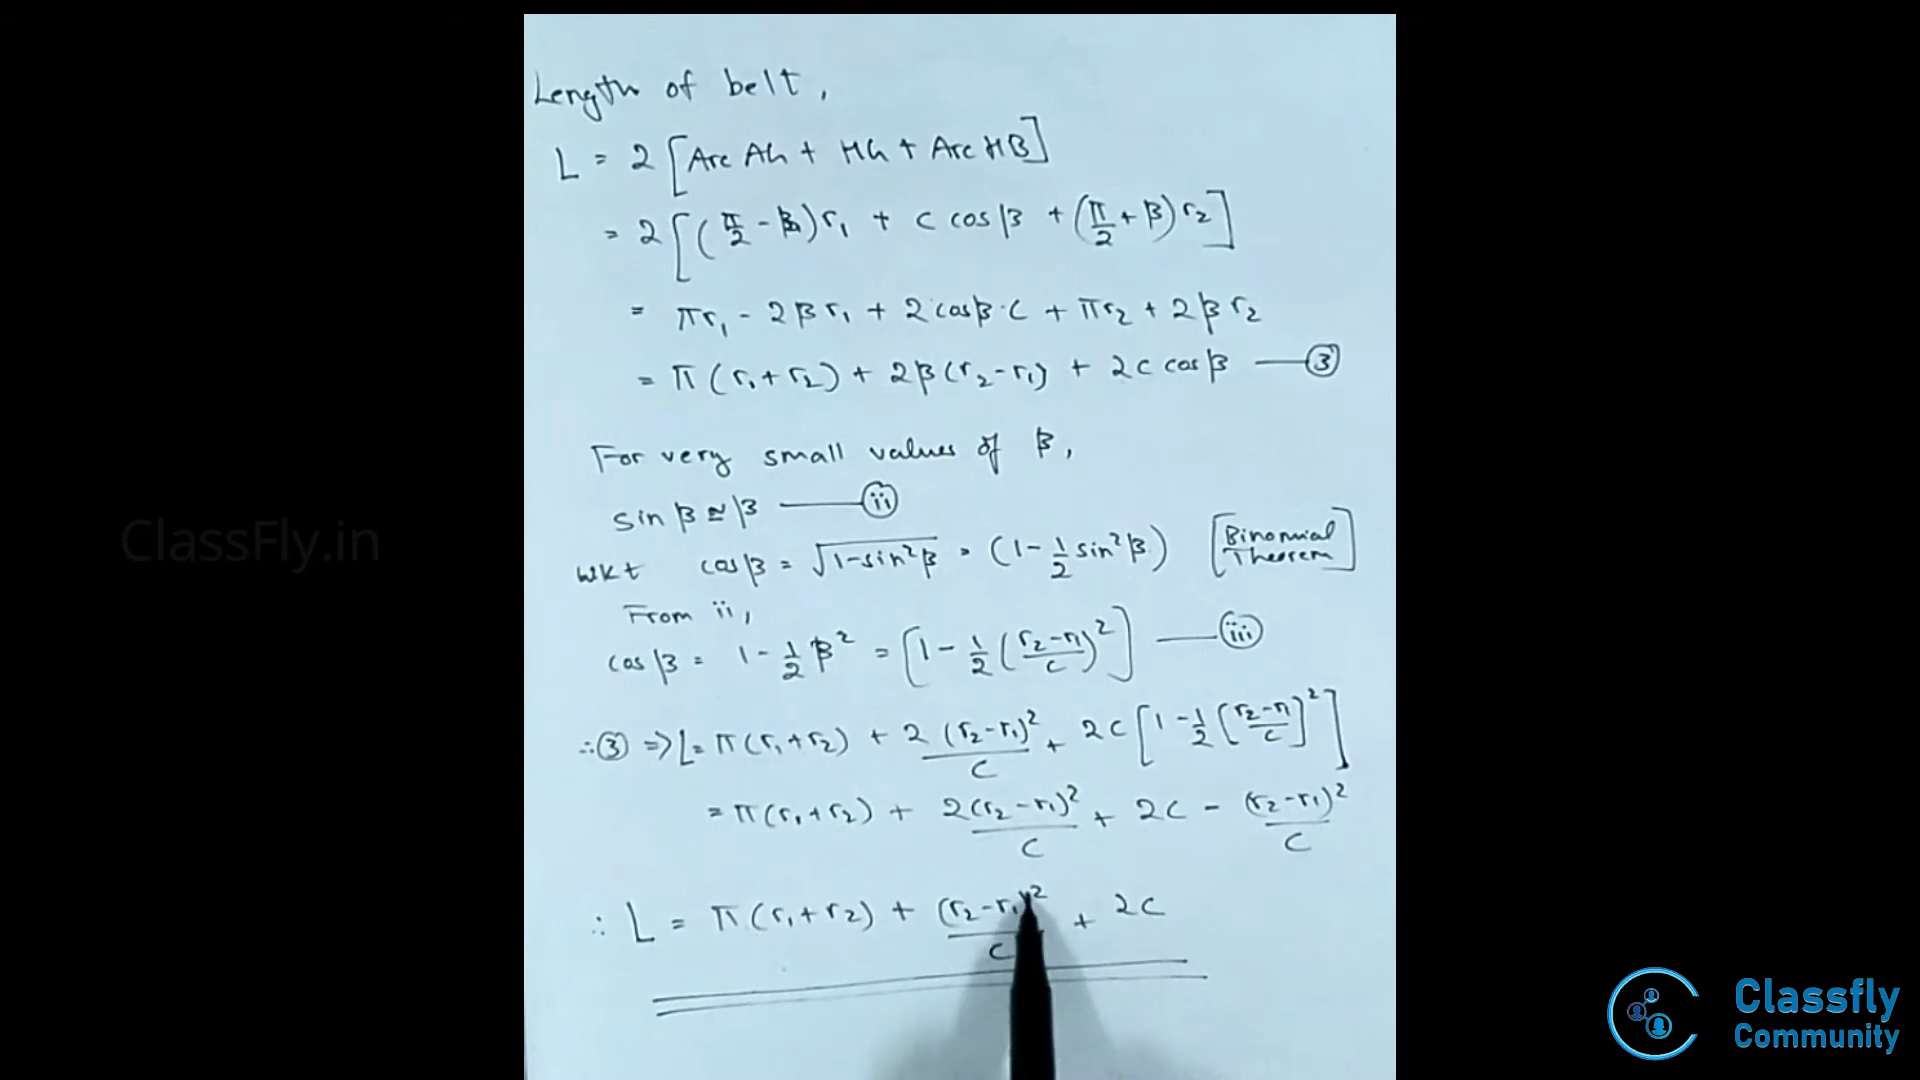 Length of belt,
L = 2 [Arc AG + HG + Arc HB]
= 2 [(π/2 - β) r₁ + C cos β + (π/2 + β) r₂]
= πr₁ - 2βr₁ + 2 cosβ·C + πr₂ + 2βr₂
= π (r₁ + r₂) + 2β (r₂ - r₁) + 2C cos β — ③
For very small values of β,
sin β ≅ β — ⅱ
wkt cos β = √(1-sin²β) = (1 - 1/2 sin²β) [Binomial Theorem]
From ii,
cos β = 1 - 1/2 β² = [1 - 1/2 ((r₂-r₁)/C)²] — ⅲ
∴ ③ => L = π (r₁ + r₂) + 2 (r₂ - r₁)²/C + 2C [1 - 1/2 [(r₂-r₁)/C]²]
= π (r₁ + r₂) + 2(r₂ - r₁)²/C + 2C - (r₂ - r₁)²/C
∴ L = π (r₁ + r₂) + (r₂ - r₁)²/C + 2C
ClassFly.in
Classfly
Community